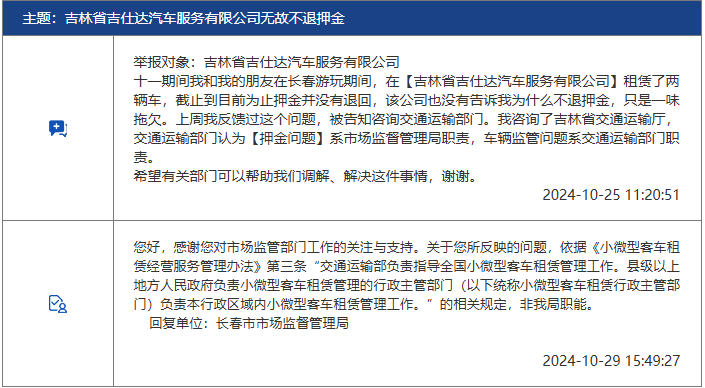 主题：吉林省吉仕达汽车服务有限公司无故不退押金
举报对象：吉林省吉仕达汽车服务有限公司
十一期间我和我的朋友在长春游玩期间，在【吉林省吉仕达汽车服务有限公司】租赁了两
辆车，截止到目前为止押金并没有退回，该公司也没有告诉我为什么不退押金，只是一味
拖欠。上周我反馈过这个问题，被告知咨询交通运输部门。我咨询了吉林省交通运输厅，
交通运输部门认为【押金问题】系市场监督管理局职责，车辆监管问题系交通运输部门职
责。
希望有关部门可以帮助我们调解、解决这件事情，谢谢。
2024-10-25 11:20:51
您好，感谢您对市场监管部门工作的关注与支持。关于您所反映的问题，依据《小微型客车租
赁经营服务管理办法》第三条“交通运输部负责指导全国小微型客车租赁管理工作。县级以上
地方人民政府负责小微型客车租赁管理的行政主管部门（以下统称小微型客车租赁行政主管部
门）负责本行政区域内小微型客车租赁管理工作。”的相关规定，非我局职能。
回复单位：长春市市场监督管理局
2024-10-29 15:49:27